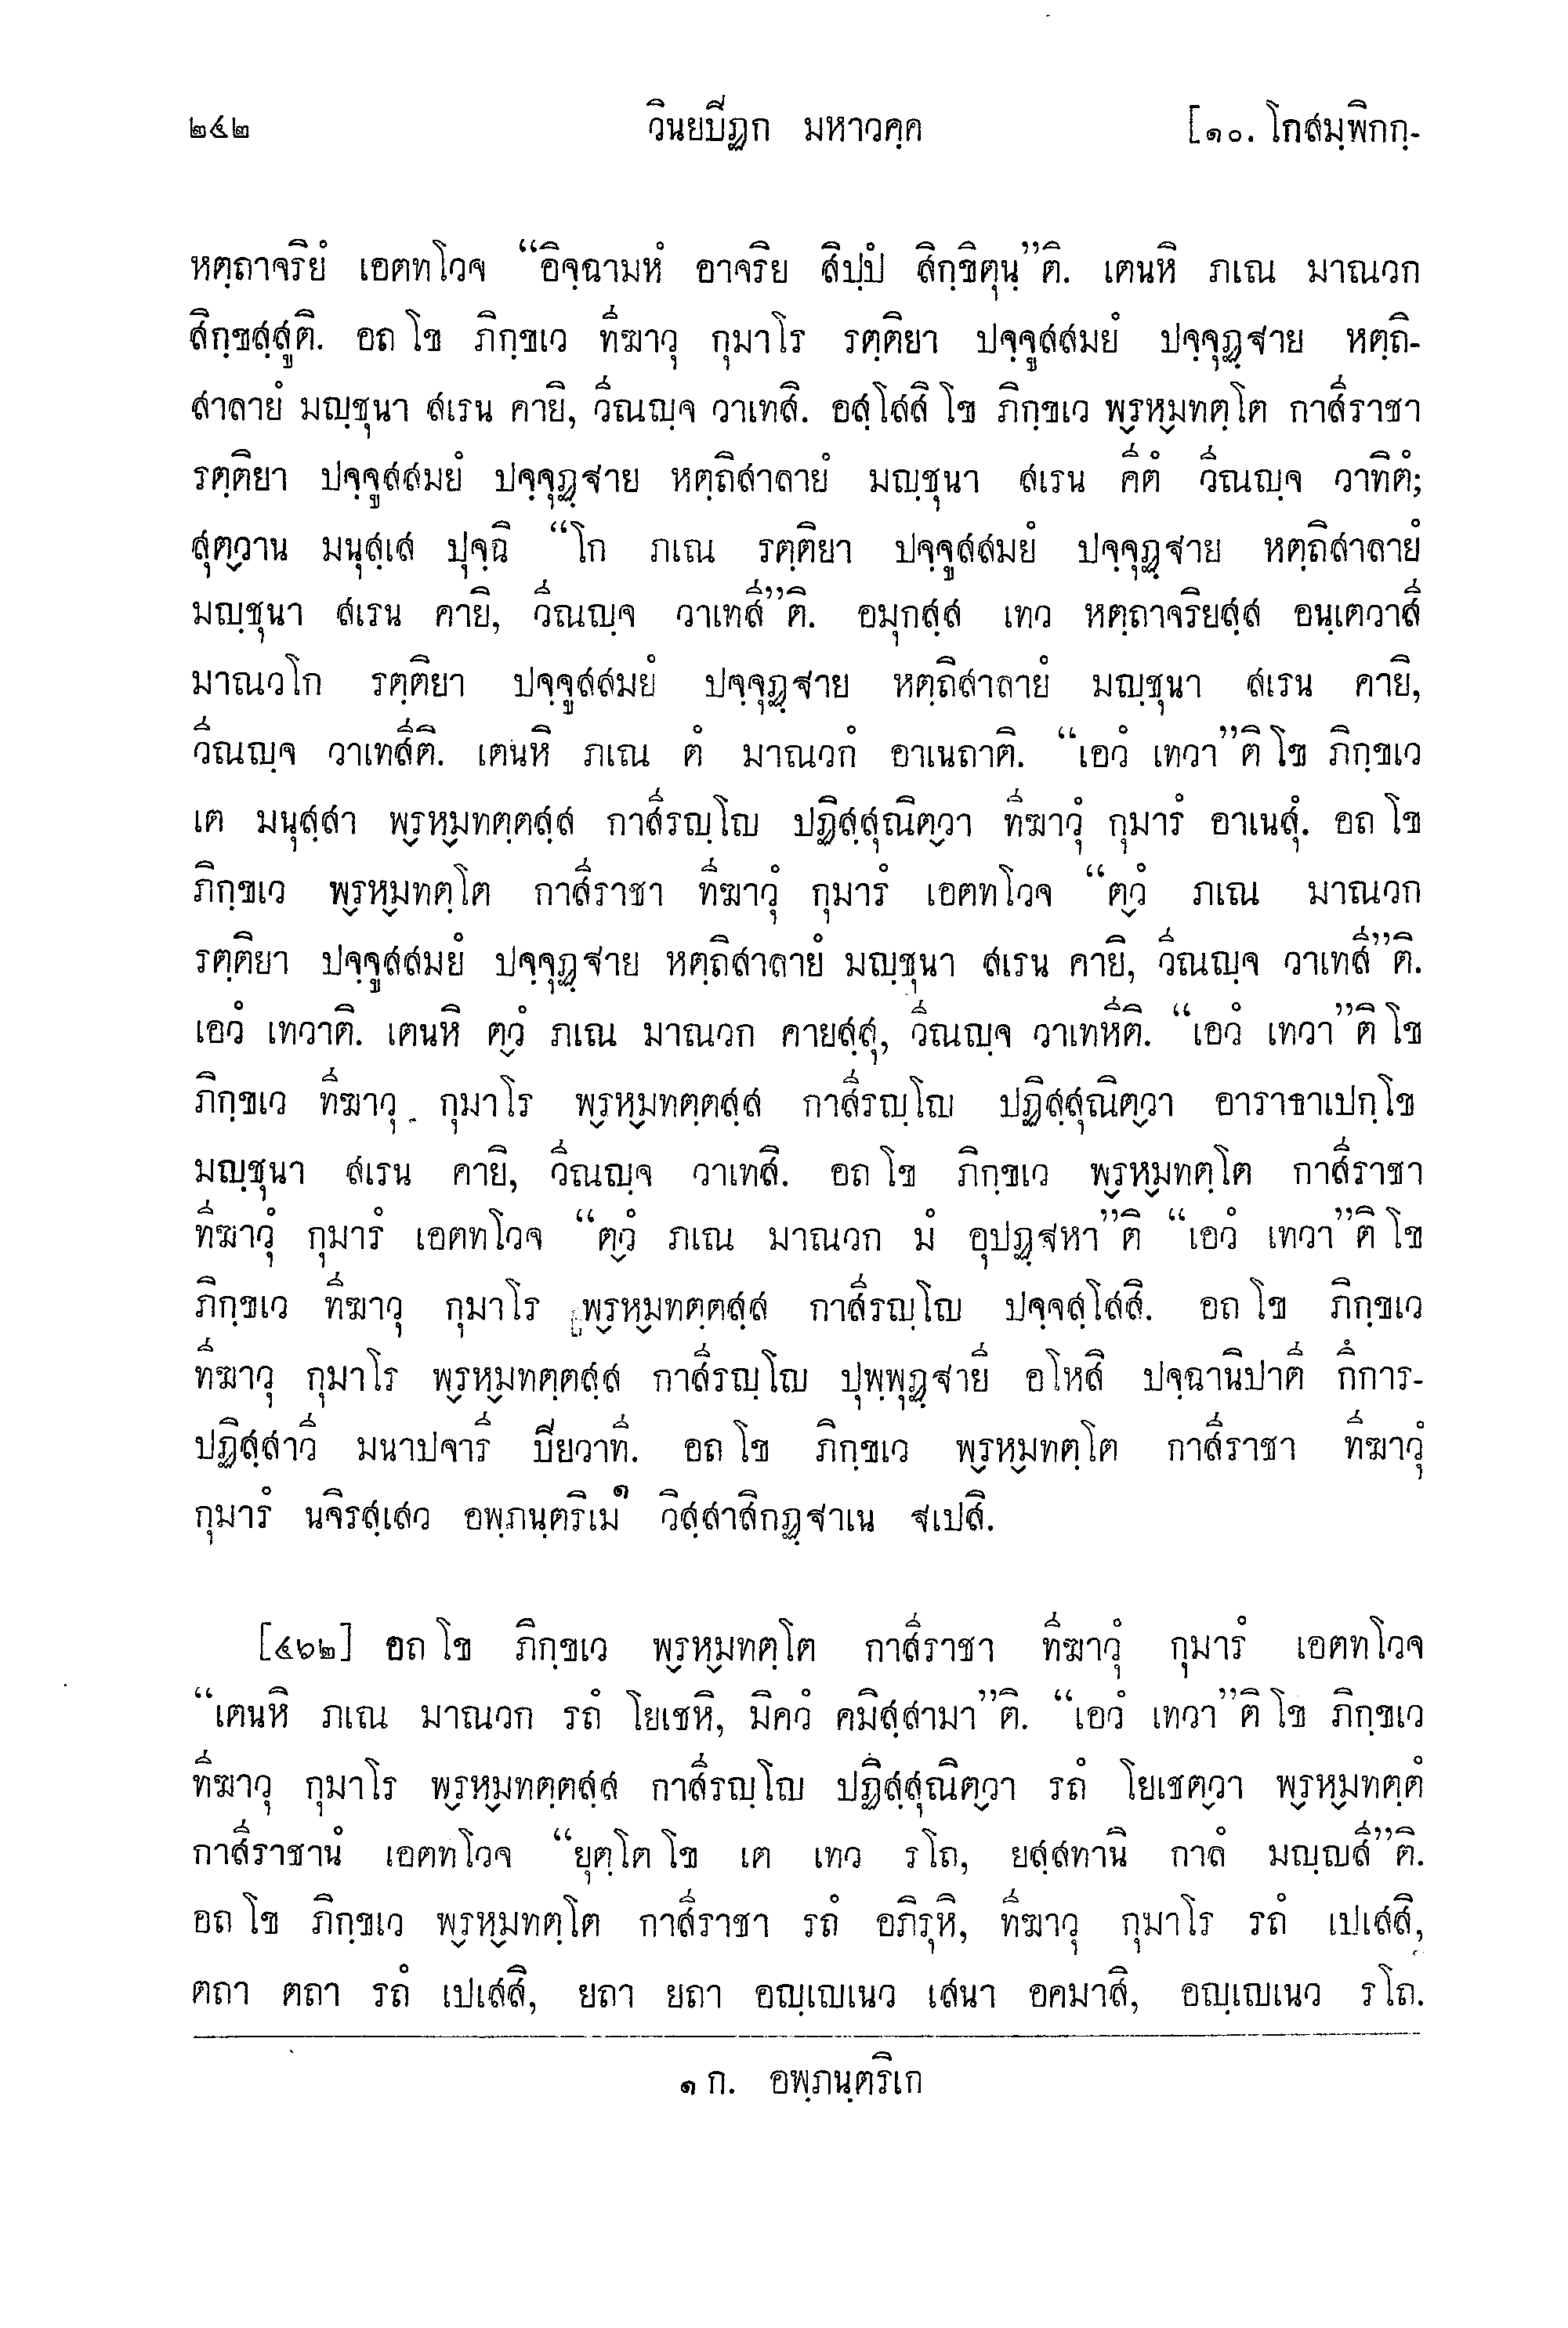 ๒๔๒ วินยปิฏก มหาวคฺค [๑๐. โกสมฺพิกกฺ-
หตฺถาจริยํ เอตทโวจ “อิจฺฉามหํ อาจริย สิปฺปํ สิกฺขิตุนฺ”ติ. เตนหิ ภเณ มาณวก
สิกฺขสฺสูติ. อถ โข ภิกฺขเว ทีฆาวุ กุมาโร รตฺติยา ปจฺจูสสมยํ ปจฺจุฏฺฐาย หตฺถิ-
สาลายํ มญฺชุนา สเรน คายิ, วีณญฺจ วาเทสิ. อสฺโสสิ โข ภิกฺขเว พ๎รห๎มทตฺโต กาสีราชา
รตฺติยา ปจฺจูสสมยํ ปจฺจุฏฺฐาย หตฺถิสาลายํ มญฺชุนา สเรน คีตํ วีณญฺจ วาทิตํ;
สุต๎วาน มนุสฺเส ปุจฺฉิ “โก ภเณ รตฺติยา ปจฺจูสสมยํ ปจฺจุฏฺฐาย หตฺถิสาลายํ
มญฺชุนา สเรน คายิ, วีณญฺจ วาเทสี”ติ. อมุกสฺส เทว หตฺถาจริยสฺส อนฺเตวาสี
มาณวโก รตฺติยา ปจฺจูสสมยํ ปจฺจุฏฺฐาย หตฺถิสาลายํ มญฺชุนา สเรน คายิ,
วีณญฺจ วาเทสีติ. เตนหิ ภเณ ตํ มาณวกํ อาเนถาติ. “เอวํ เทวา”ติ โข ภิกฺขเว
เต มนุสฺสา พ๎รห๎มทตฺตสฺส กาสีรญฺโญ ปฏิสฺสุณิต๎วา ทีฆาวุํ กุมารํ อาเนสุํ. อถ โข
ภิกฺขเว พ๎รห๎มทตฺโต กาสีราชา ทีฆาวุํ กุมารํ เอตทโวจ “ต๎วํ ภเณ มาณวก
รตฺติยา ปจฺจูสสมยํ ปจฺจุฏฺฐาย หตฺถิสาลายํ มญฺชุนา สเรน คายิ, วีณญฺจ วาเทสี”ติ.
เอวํ เทวาติ. เตนหิ ต๎วํ ภเณ มาณวก คายสฺสุ, วีณญฺจ วาเทหีติ. “เอวํ เทวา”ติ โข
ภิกฺขเว ทีฆาวุ กุมาโร พ๎รห๎มทตฺตสฺส กาสีรญฺโญ ปฏิสฺสุณิต๎วา อาราธาเปกฺโข
มญฺชุนา สเรน คายิ, วีณญฺจ วาเทสิ. อถ โข ภิกฺขเว พ๎รห๎มทตฺโต กาสีราชา
ทีฆาวุํ กุมารํ เอตทโวจ “ต๎วํ ภเณ มาณวก มํ อุปฏฺฐหา”ติ “เอวํ เทวา”ติ โข
ภิกฺขเว ทีฆาวุ กุมาโร พ๎รห๎มทตฺตสฺส กาสีรญฺโญ ปจฺจสฺโสสิ. อถ โข ภิกฺขเว
ทีฆาวุ กุมาโร พ๎รห๎มทตฺตสฺส กาสีรญฺโญ ปุพฺพุฏฺฐายี อโหสิ ปจฺฉานิปาตี กึการ-
ปฏิสฺสาวี มนาปจารี ปิยวาที. อถ โข ภิกฺขเว พ๎รห๎มทตฺโต กาสีราชา ทีฆาวุํ
กุมารํ นจิรสฺเสว อพฺภนฺตริเม๑ วิสฺสาสิกฏฺฐาเน ฐเปสิ.
[๔๖๒] อถ โข ภิกฺขเว พ๎รห๎มทตฺโต กาสีราชา ทีฆาวุํ กุมารํ เอตทโวจ
“เตนหิ ภเณ มาณวก รถํ โยเชหิ, มิควํ คมิสฺสามา”ติ. “เอวํ เทวา”ติ โข ภิกฺขเว
ทีฆาวุ กุมาโร พ๎รห๎มทตฺตสฺส กาสีรญฺโญ ปฏิสฺสุณิต๎วา รถํ โยเชต๎วา พ๎รห๎มทตฺตํ
กาสีราชานํ เอตทโวจ “ยุตฺโต โข เต เทว รโถ, ยสฺสทานิ กาลํ มญฺญสี”ติ.
อถ โข ภิกฺขเว พ๎รห๎มทตฺโต กาสีราชา รถํ อภิรุหิ, ทีฆาวุ กุมาโร รถํ เปเสสิ,
ตถา ตถา รถํ เปเสสิ, ยถา ยถา อญฺเญเนว เสนา อคมาสิ, อญฺเญเนว รโถ.
๑ ก. อพฺภนฺตริเก